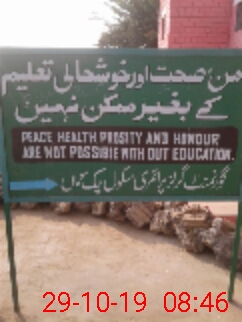 امن صحت اور خوشحالی تعلیم
کے بغیر ممکن نہیں
PEACE HEALTH PROSITY AND HONOUR
ARE NOT POSSIBLE WITH OUT EDUCATION.
گورنمنٹ گرلز پرائمری سکول چک
29-10-19 08:46